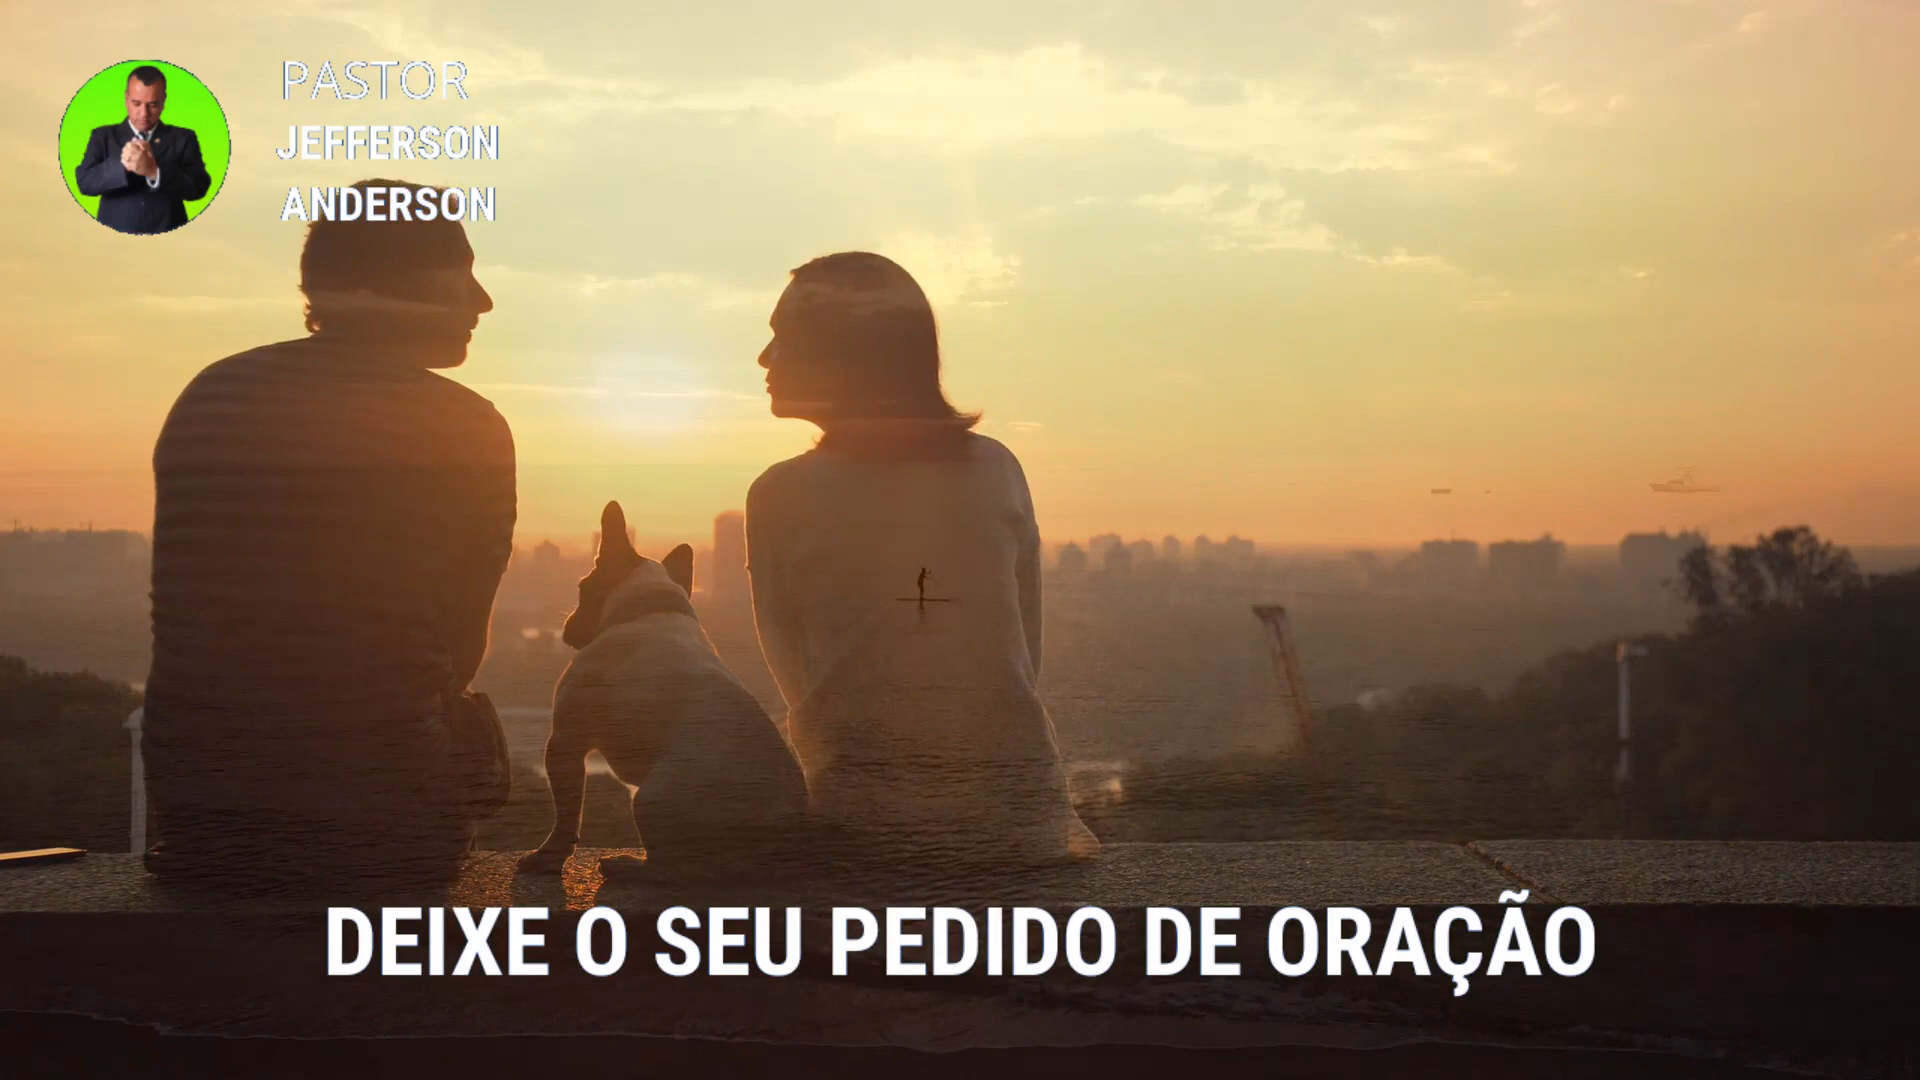 PASTOR
JEFFERSON
ANDERSON
DEIXE O SEU PEDIDO DE ORAÇÃO